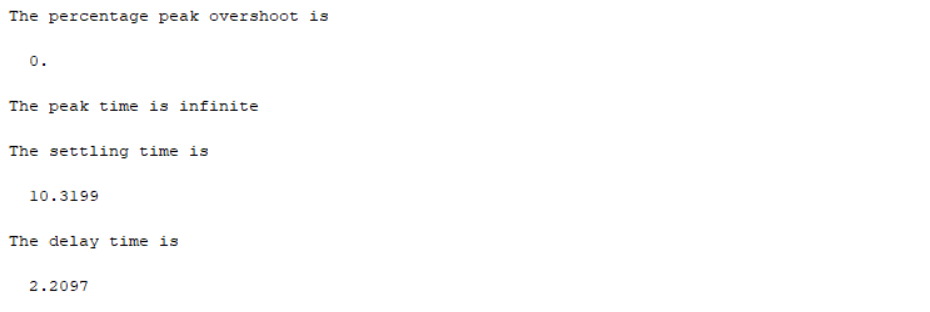 The percentage peak overshoot is
0.
The peak time is infinite
The settling time is
10.3199
The delay time is
2.2097